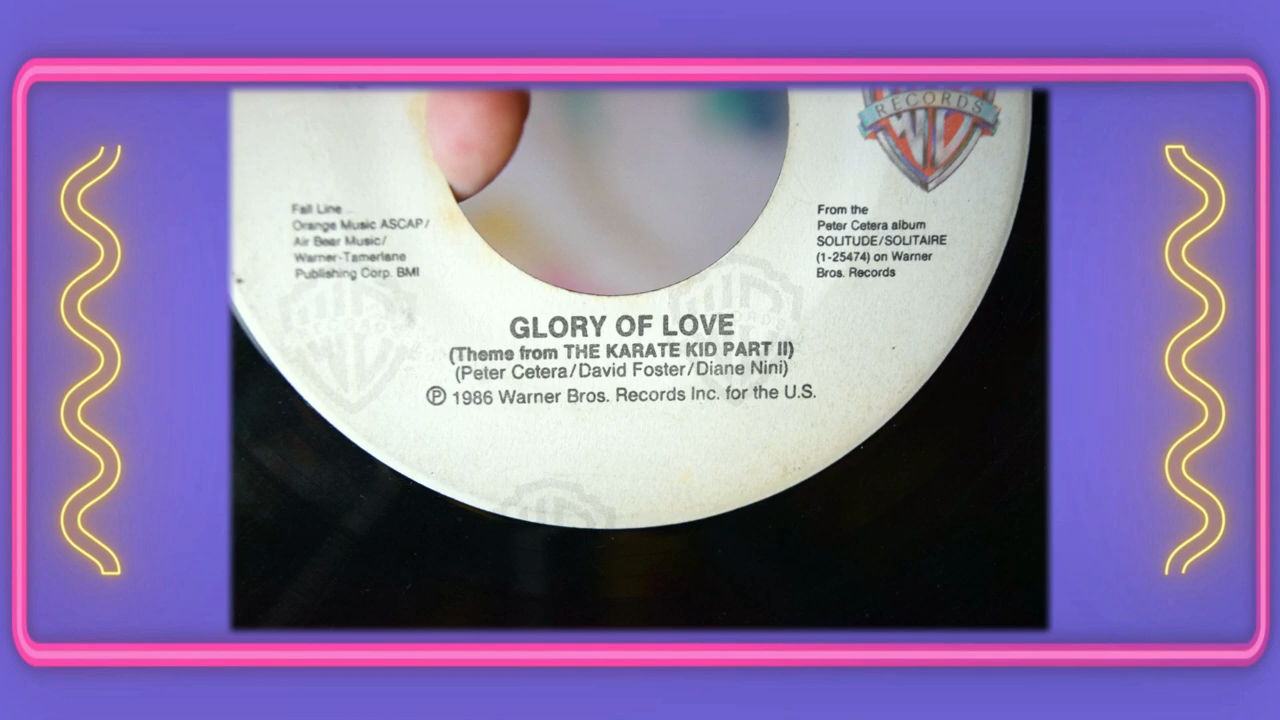 RECORDS
Fall Line
Orange Music ASCAP/
Air Bear Music/
Warner-Tamerlane
Publishing Corp. BMI
From the
Peter Cetera album
SOLITUDE/SOLITAIRE
(1-25474) on Warner
Bros. Records
GLORY OF LOVE
(Theme from THE KARATE KID PART II)
(Peter Cetera/David Foster/Diane Nini)
Ⓟ 1986 Warner Bros. Records Inc. for the U.S.